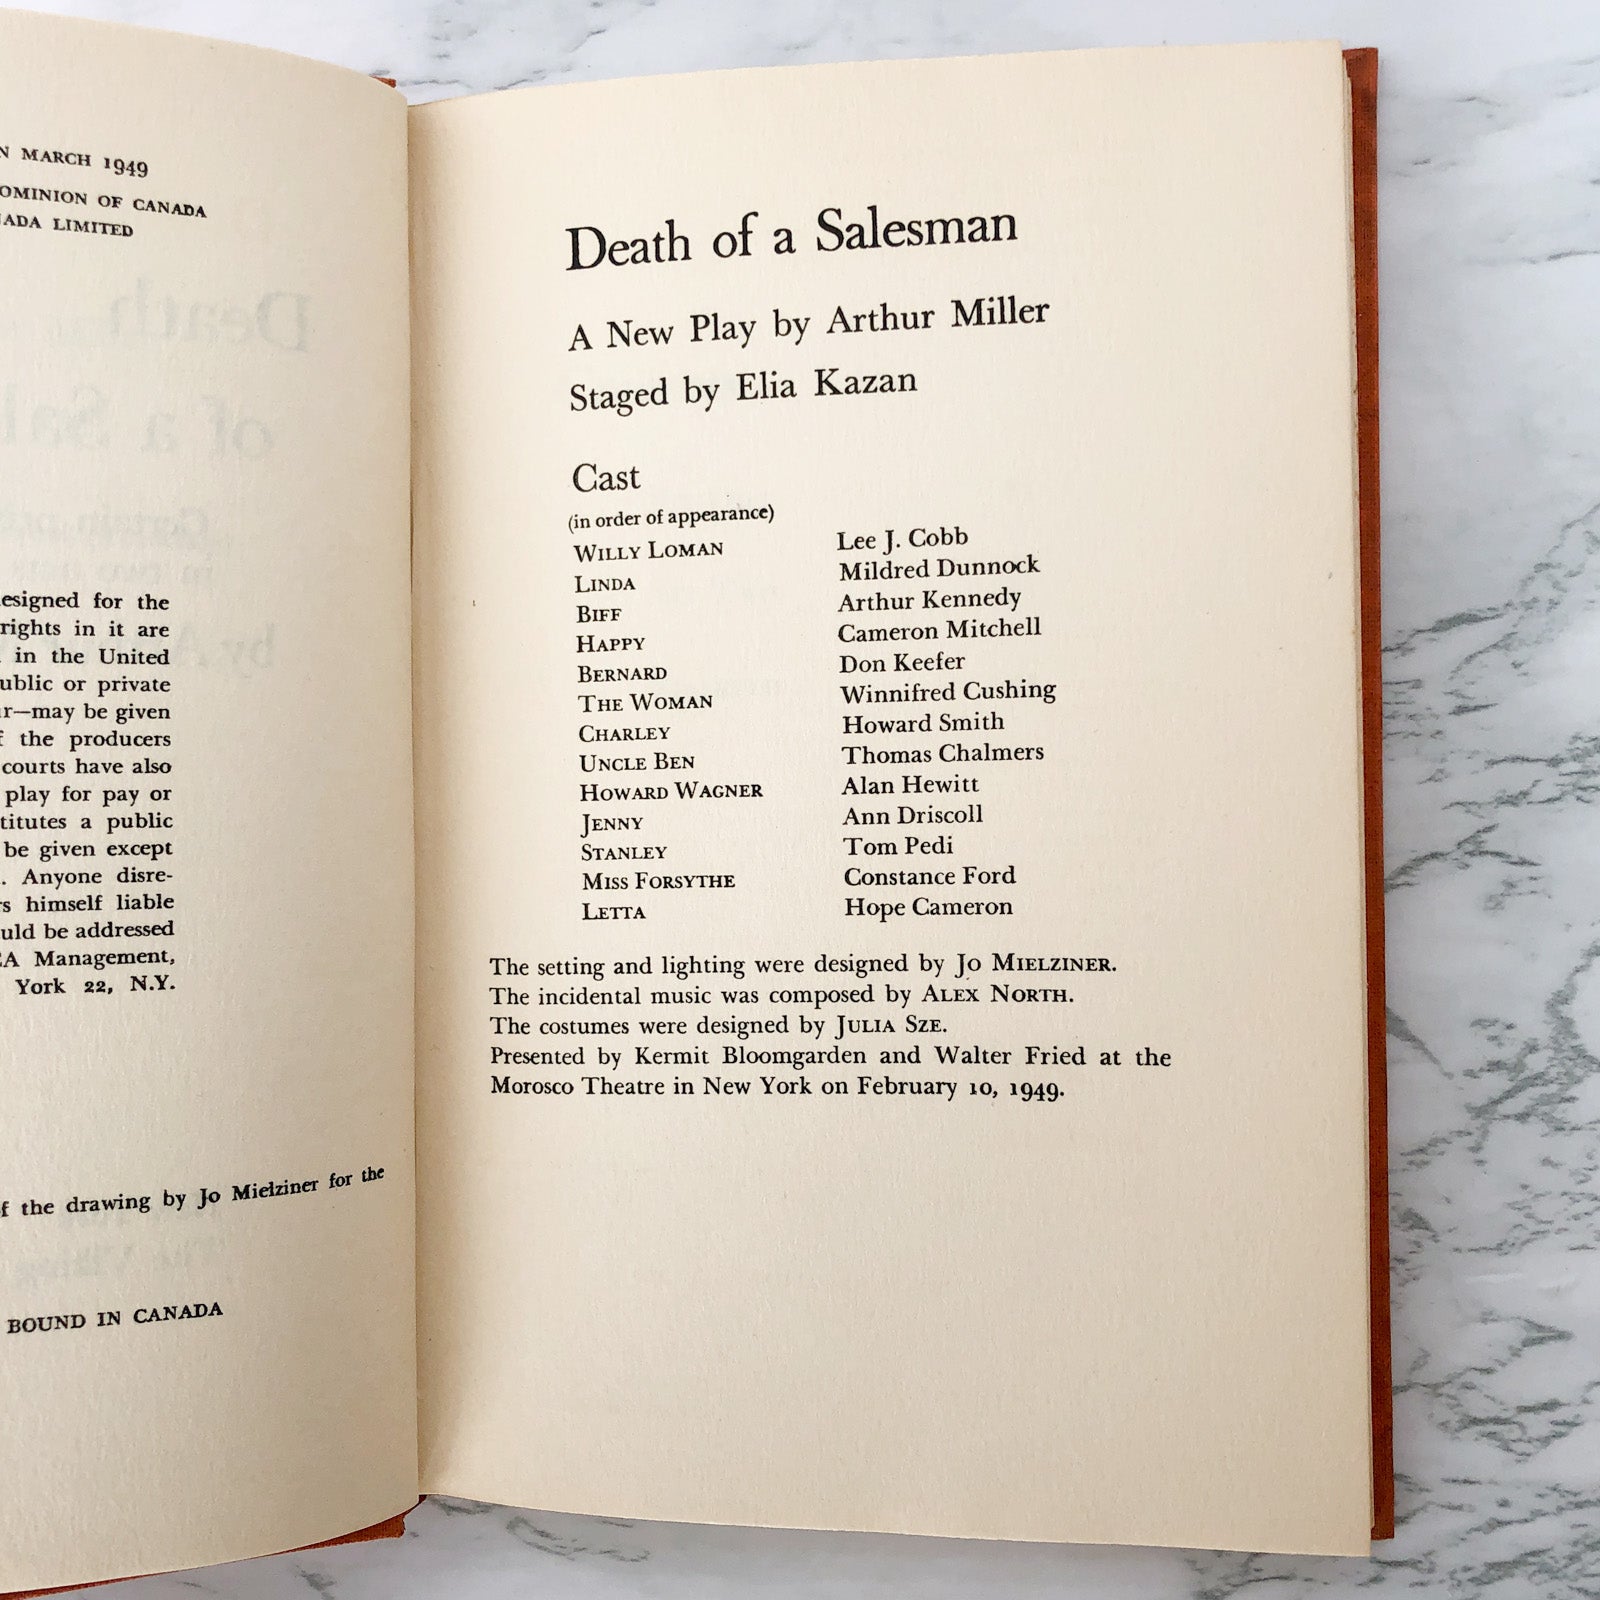 N MARCH 1949
OMINION OF CANADA
NADA LIMITED
esigned for the
rights in it are
in the United
ublic or private
ur—may be given
f the producers
courts have also
play for pay or
titutes a public
be given except
. Anyone disre-
rs himself liable
uld be addressed
CA Management,
York 22, N.Y.
f the drawing by Jo Mielziner for the
BOUND IN CANADA
Death of a Salesman
A New Play by Arthur Miller
Staged by Elia Kazan
Cast
(in order of appearance)
WILLY LOMAN Lee J. Cobb
LINDA Mildred Dunnock
BIFF Arthur Kennedy
HAPPY Cameron Mitchell
BERNARD Don Keefer
THE WOMAN Winnifred Cushing
CHARLEY Howard Smith
UNCLE BEN Thomas Chalmers
HOWARD WAGNER Alan Hewitt
JENNY Ann Driscoll
STANLEY Tom Pedi
MISS FORSYTHE Constance Ford
LETTA Hope Cameron
The setting and lighting were designed by JO MIELZINER.
The incidental music was composed by ALEX NORTH.
The costumes were designed by JULIA SZE.
Presented by Kermit Bloomgarden and Walter Fried at the
Morosco Theatre in New York on February 10, 1949.